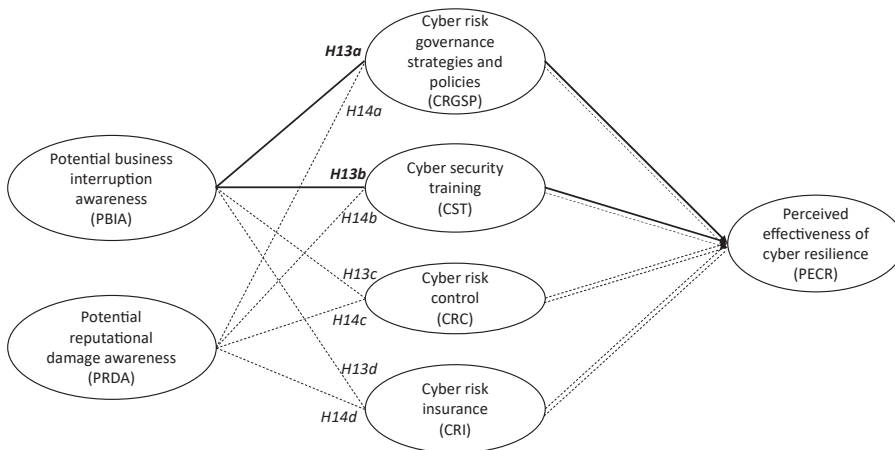 Cyber risk
governance
strategies and
policies
(CRGSP)
H13a
H14a
Potential business
interruption
awareness
(PBIA)
H13b
H14b
Cyber security
training
(CST)
Perceived
effectiveness of
cyber resilience
(PECR)
H13c
H14c
Cyber risk
control
(CRC)
Potential
reputational
damage awareness
(PRDA)
H13d
H14d
Cyber risk
insurance
(CRI)